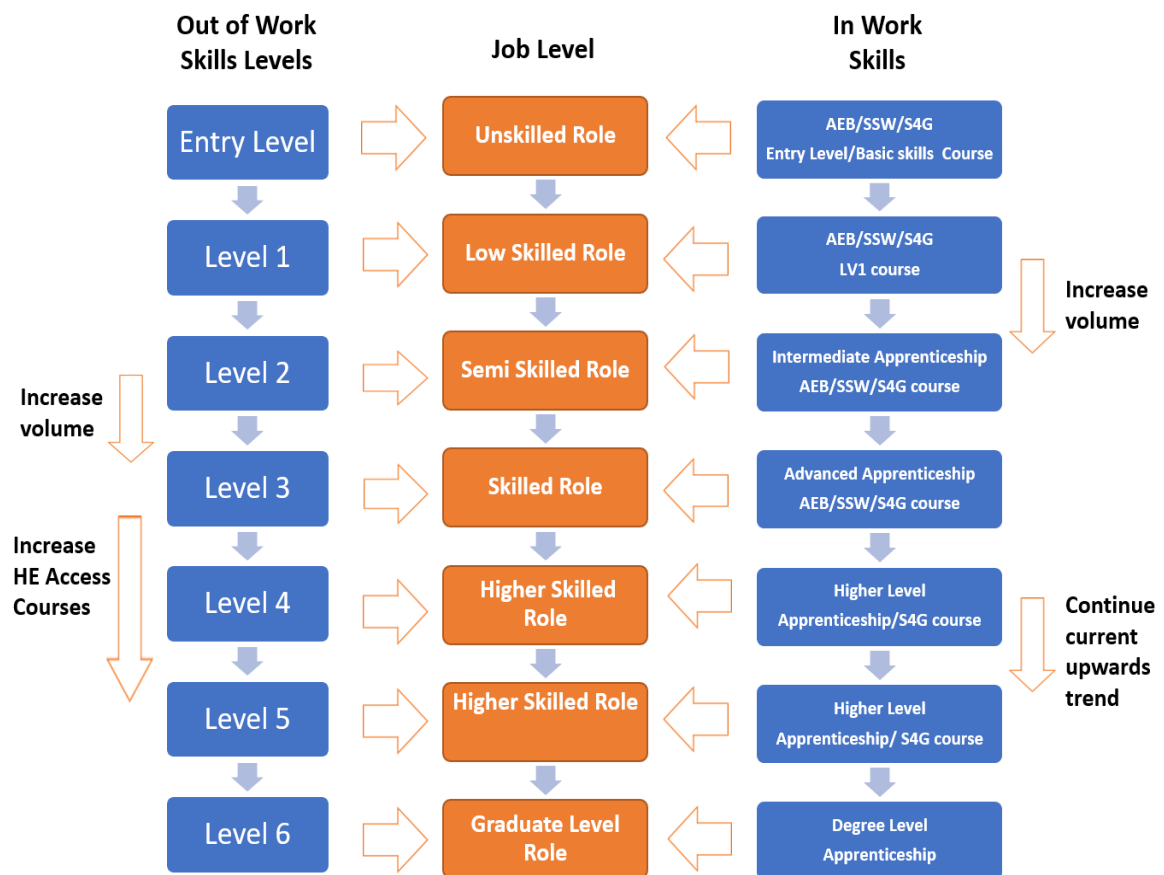 Out of Work
Skills Levels
Job Level
In Work
Skills
Entry Level
Unskilled Role
AEB/SSW/S4G
Entry Level/Basic skills Course
Level 1
Low Skilled Role
AEB/SSW/S4G
LV1 course
Increase
volume
Level 2
Semi Skilled Role
Intermediate Apprenticeship
AEB/SSW/S4G course
Increase
volume
Level 3
Skilled Role
Advanced Apprenticeship
AEB/SSW/S4G course
Increase
HE Access
Courses
Level 4
Higher Skilled
Role
Higher Level
Apprenticeship/S4G course
Continue
current
upwards
trend
Level 5
Higher Skilled Role
Higher Level
Apprenticeship/ S4G course
Level 6
Graduate Level
Role
Degree Level
Apprenticeship